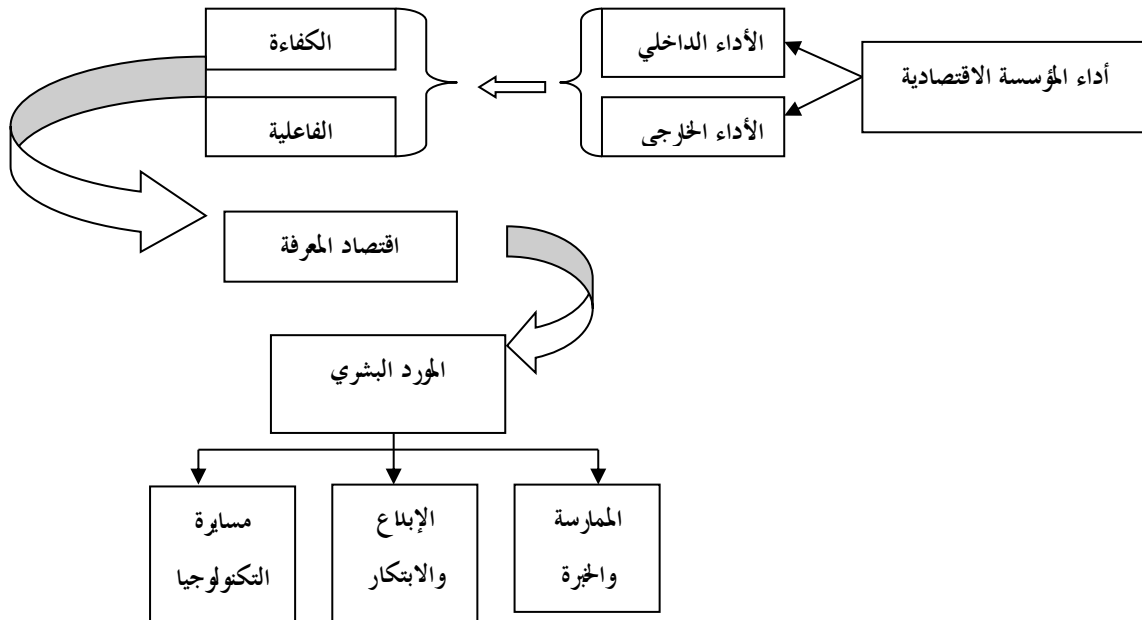 أداء المؤسسة الاقتصادية
الأداء الداخلي
الأداء الخارجي
الكفاءة
الفاعلية
اقتصاد المعرفة
المورد البشري
الممارسة
والخبرة
الإبداع
والابتكار
مسايرة
التكنولوجيا